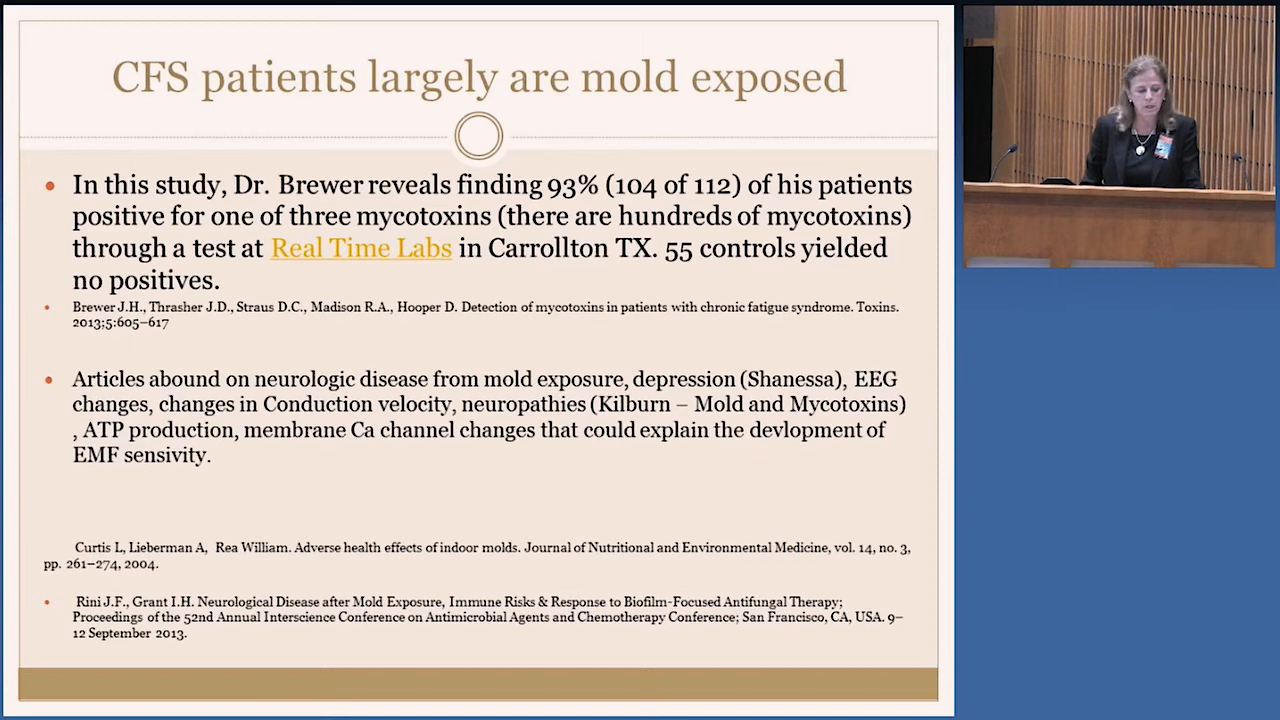 CFS patients largely are mold exposed
• In this study, Dr. Brewer reveals finding 93% (104 of 112) of his patients
positive for one of three mycotoxins (there are hundreds of mycotoxins)
through a test at Real Time Labs in Carrollton TX. 55 controls yielded
no positives.
• Brewer J.H., Thrasher J.D., Straus D.C., Madison R.A., Hooper D. Detection of mycotoxins in patients with chronic fatigue syndrome. Toxins.
2013;5:605–617
• Articles abound on neurologic disease from mold exposure, depression (Shanessa), EEG
changes, changes in Conduction velocity, neuropathies (Kilburn – Mold and Mycotoxins)
, ATP production, membrane Ca channel changes that could explain the devlopment of
EMF sensivity.
Curtis L, Lieberman A, Rea William. Adverse health effects of indoor molds. Journal of Nutritional and Environmental Medicine, vol. 14, no. 3,
pp. 261–274, 2004.
• Rini J.F., Grant I.H. Neurological Disease after Mold Exposure, Immune Risks & Response to Biofilm-Focused Antifungal Therapy;
Proceedings of the 52nd Annual Interscience Conference on Antimicrobial Agents and Chemotherapy Conference; San Francisco, CA, USA. 9–
12 September 2013.